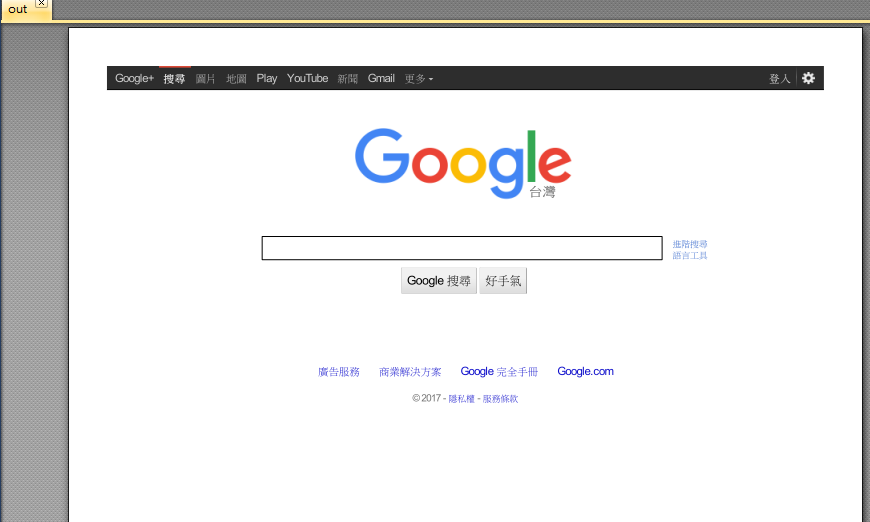 out
Google+ 搜尋 圖片 地圖 Play YouTube 新聞 Gmail 更多 登入
Google
台灣
進階搜尋
語言工具
Google 搜尋 好手氣
廣告服務 商業解決方案 Google 完全手冊 Google.com
© 2017 - 隱私權 - 服務條款